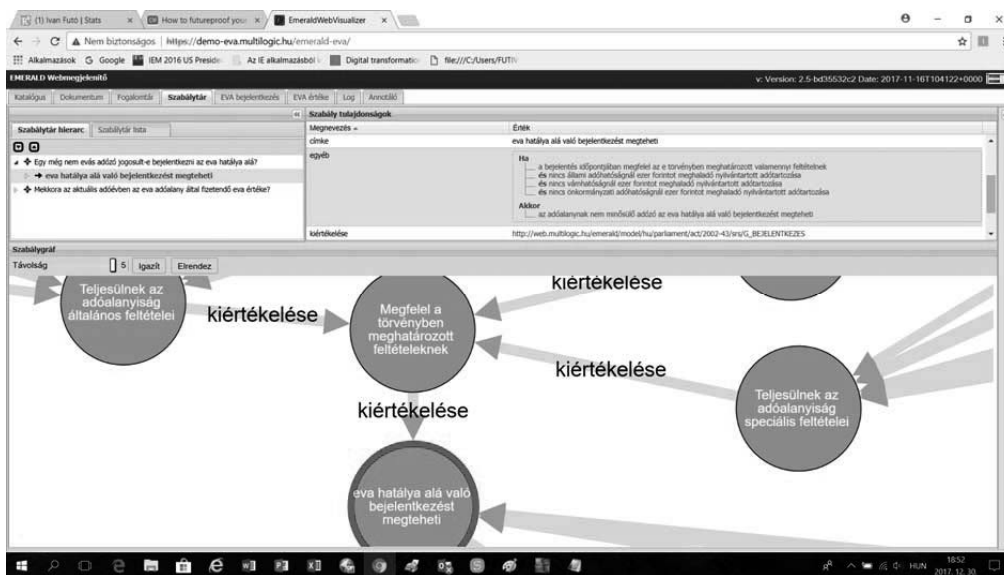 (1) Ivan Futó | Stats
How to futureproof your
EmeraldWebVisualizer
Nem biztonságos | https://demo-eva.multilogic.hu/emerald-eva/
Alkalmazások Google IEM 2016 US Preside Az IE alkalmazásból Digital transformatio file:///C:/Users/FUTIV
EMERALD Webmegjelenítő
v: Version: 2.5-bd35532c2 Date: 2017-11-16T104122+0000
Katalógus Dokumentum Fogalomtár Szabálytár EVA bejelentkezés EVA értéke Log Annotáló
Szabálytár hierarc Szabálytár lista
Egy még nem evás adózó jogosult-e bejelentkezni az eva hatálya alá?
eva hatálya alá való bejelentkezést megteheti
Mekkora az aktuális adóévben az eva adóalany által fizetendő eva értéke?
Szabály tulajdonságok
Megnevezés Érték
címke eva hatálya alá való bejelentkezést megteheti
egyéb
Ha
a bejelentés időpontjában megfelel az e törvényben meghatározott valamennyi feltételnek
és nincs állami adóhatóságnál ezer forintot meghaladó nyilvántartott adótartozása
és nincs vámhatóságnál ezer forintot meghaladó nyilvántartott adótartozása
és nincs önkormányzati adóhatóságnál ezer forintot meghaladó nyilvántartott adótartozása
Akkor
az adóalanynak nem minősülő adózó az eva hatálya alá való bejelentkezést megteheti
kiértékelése http://web.multilogic.hu/emerald/model/hu/parliament/act/2002-43/srs/G_BEJELENTKEZES
Szabálygráf
Távolság 5 Igazít Elrendez
Teljesülnek az
adóalanyiság
általános feltételei
kiértékelése
Megfelel a
törvényben
meghatározott
feltételeknek
kiértékelése
kiértékelése
Teljesülnek az
adóalanyiság
speciális feltételei
kiértékelése
eva hatálya alá való
bejelentkezést
megteheti
HUN
18:52
2017. 12. 30.